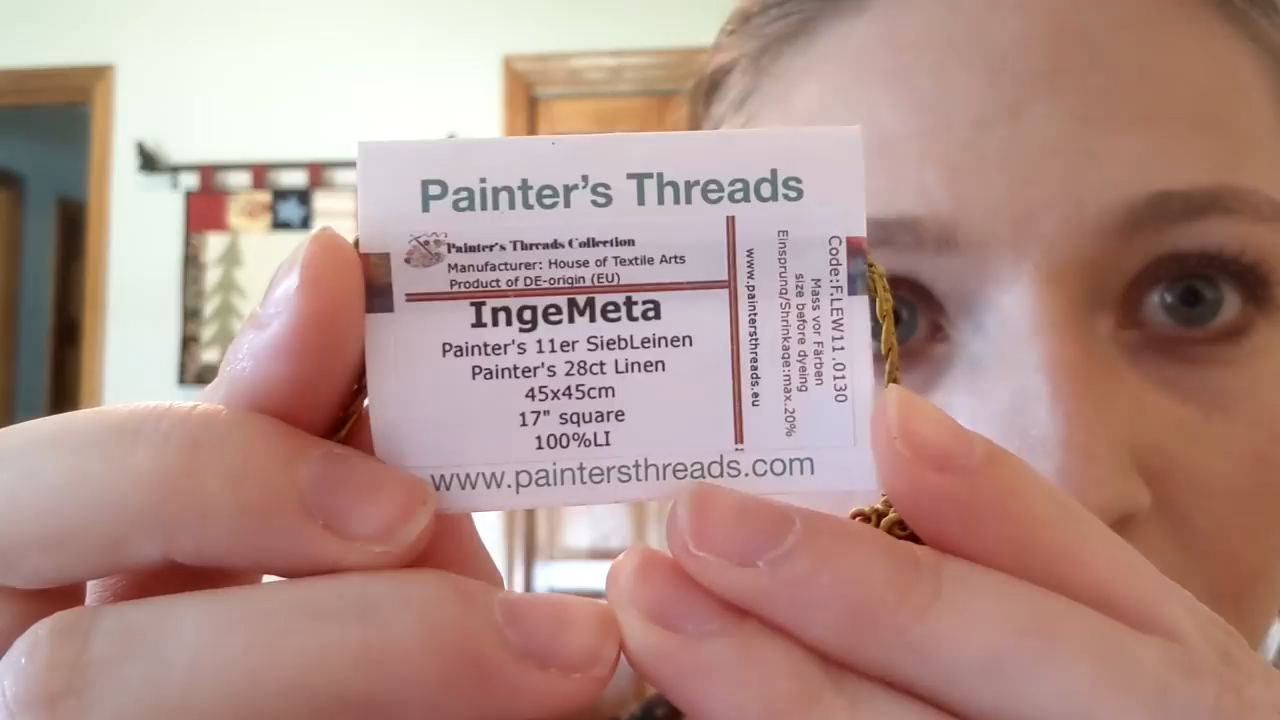 Painter's Threads
Painter's Threads Collection
Manufacturer: House of Textile Arts
Product of DE-origin (EU)
IngeMeta
Painter's 11er SiebLeinen
Painter's 28ct Linen
45x45cm
17" square
100%LI
www.paintersthreads.com
www.paintersthreads.eu
Einsprung/Shrinkage:max.20%
size before dyeing
Mass vor Färben
Code:FLEW11.0130